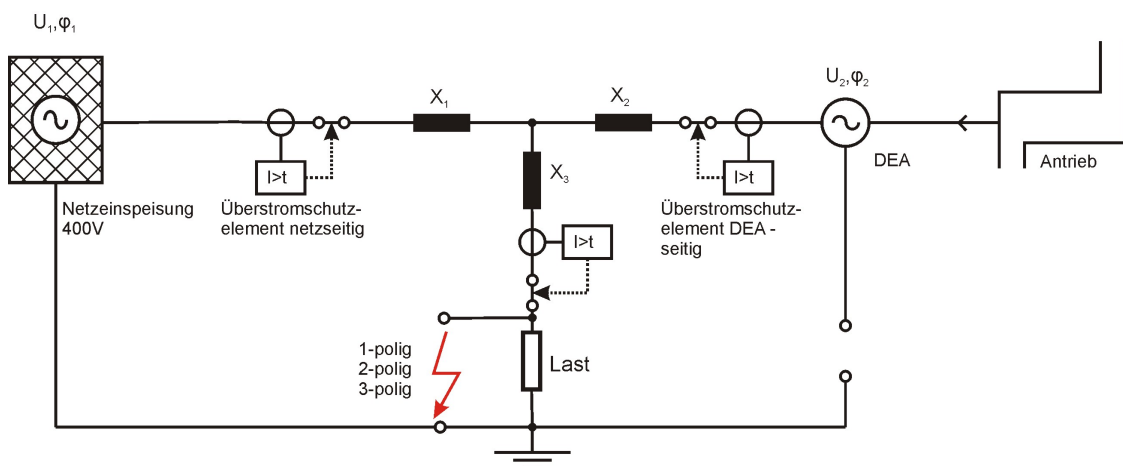 U1,φ1
X1
X2
U2,φ2
I>t
I>t
DEA
Antrieb
X3
Netzeinspeisung
400V
Überstromschutz-
element netzseitig
Überstromschutz-
element DEA -
seitig
I>t
1-polig
2-polig
3-polig
Last